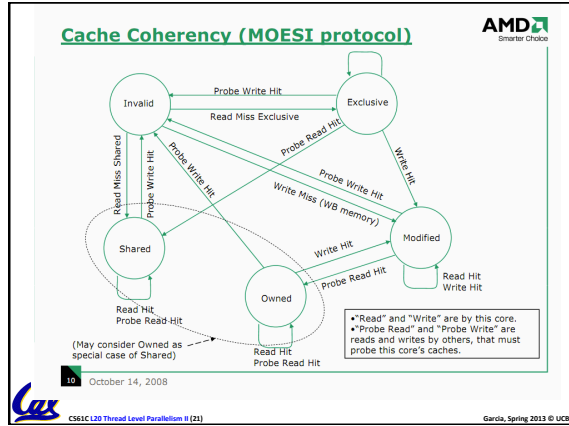 Cache Coherency (MOESI protocol)
AMD
Smarter Choice
Probe Write Hit
Invalid
Exclusive
Read Miss Exclusive
Probe Read Hit
Read Miss Shared
Probe Write Hit
Probe Write Hit
Write Hit
Probe Write Hit
Write Miss (WB memory)
Shared
Write Hit
Modified
Probe Read Hit
Owned
Read Hit
Write Hit
Read Hit
Probe Read Hit
•"Read" and "Write" are by this core.
•"Probe Read" and "Probe Write" are
reads and writes by others, that must
probe this core's caches.
(May consider Owned as
special case of Shared)
Read Hit
Probe Read Hit
10 October 14, 2008
Cal
CS61C L20 Thread Level Parallelism II (21)
Garcia, Spring 2013 © UCB